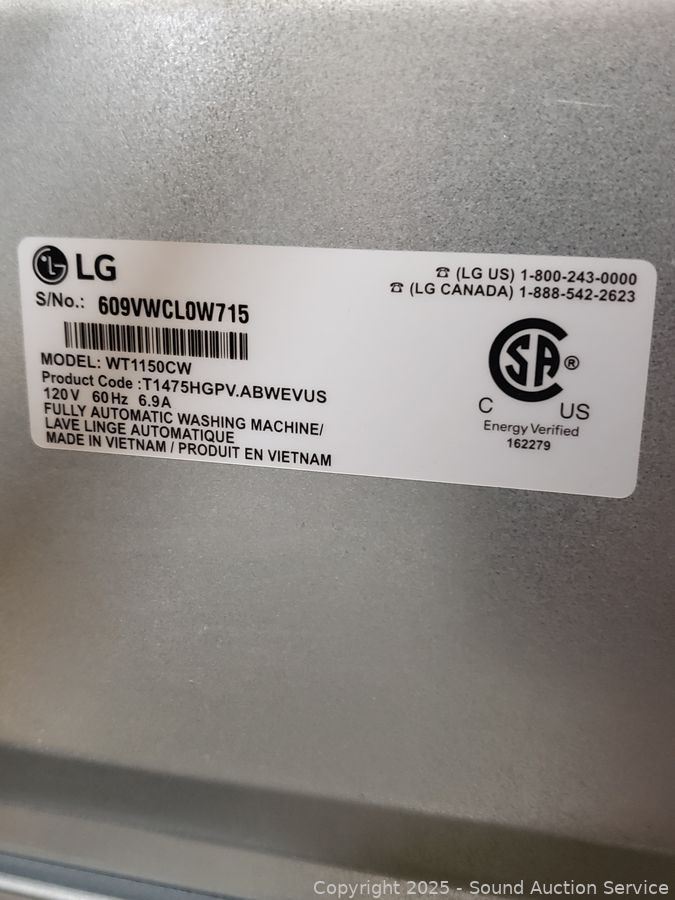 LG
S/No.: 609VWCL0W715
MODEL: WT1150CW
Product Code :T1475HGPV.ABWEVUS
120V 60Hz 6.9A
FULLY AUTOMATIC WASHING MACHINE/
LAVE LINGE AUTOMATIQUE
MADE IN VIETNAM / PRODUIT EN VIETNAM
☎ (LG US) 1-800-243-0000
☎ (LG CANADA) 1-888-542-2623
CSA®
C US
Energy Verified
162279
Copyright 2025 - Sound Auction Service